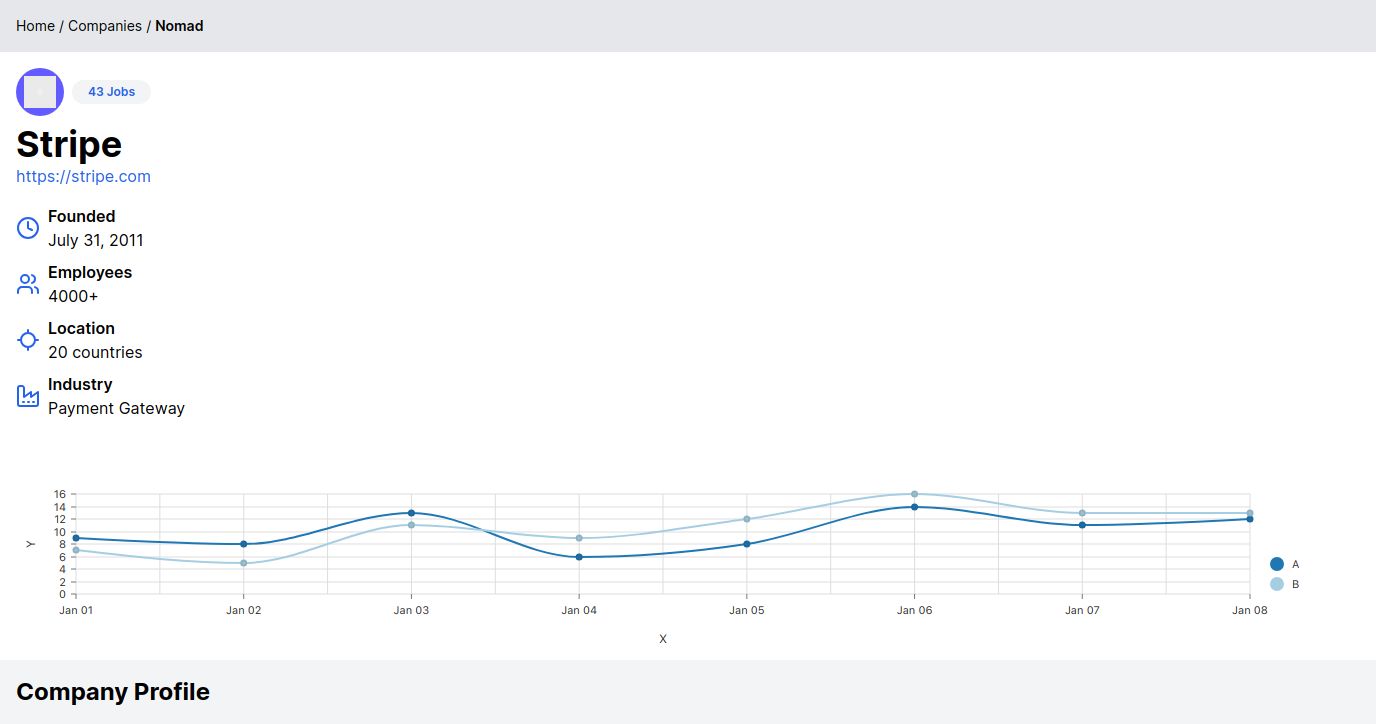 Home / Companies / Nomad
43 Jobs
Stripe
https://stripe.com
Founded
July 31, 2011
Employees
4000+
Location
20 countries
Industry
Payment Gateway
16
14
12
10
8
6
4
2
0
Y
Jan 01 Jan 02 Jan 03 Jan 04 Jan 05 Jan 06 Jan 07 Jan 08
X
A
B
Company Profile